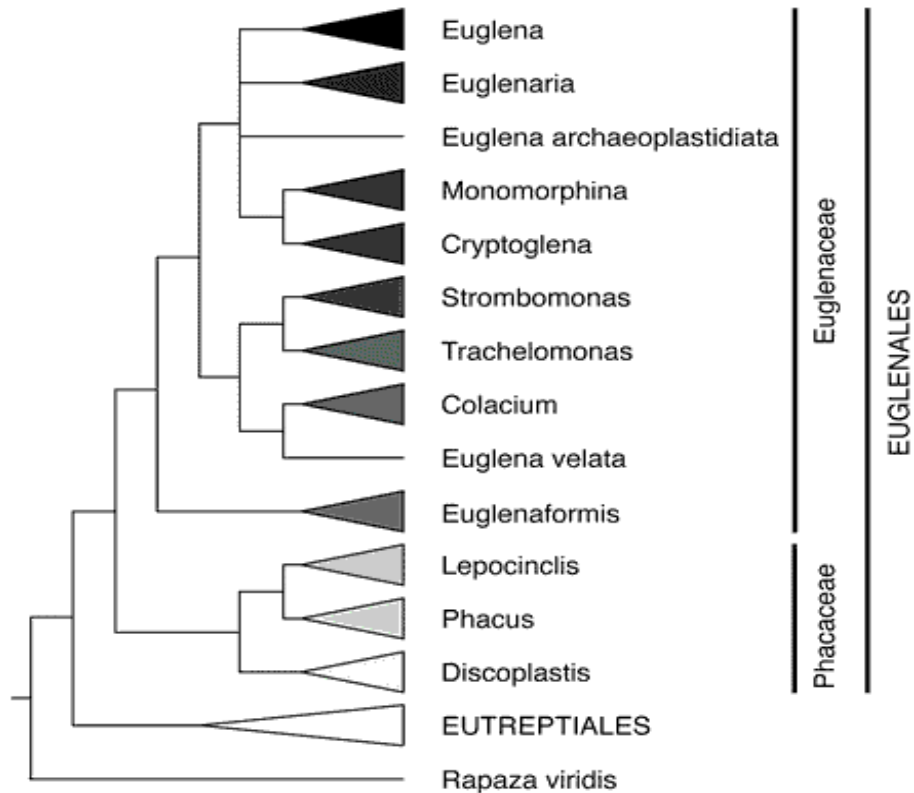 Euglena
Euglenaria
Euglena archaeoplastidiata
Monomorphina
Cryptoglena
Strombomonas
Trachelomonas
Colacium
Euglena velata
Euglenaformis
Lepocinclis
Phacus
Discoplastis
EUTREPTIALES
Rapaza viridis
Euglenaceae
Phacaceae
EUGLENALES